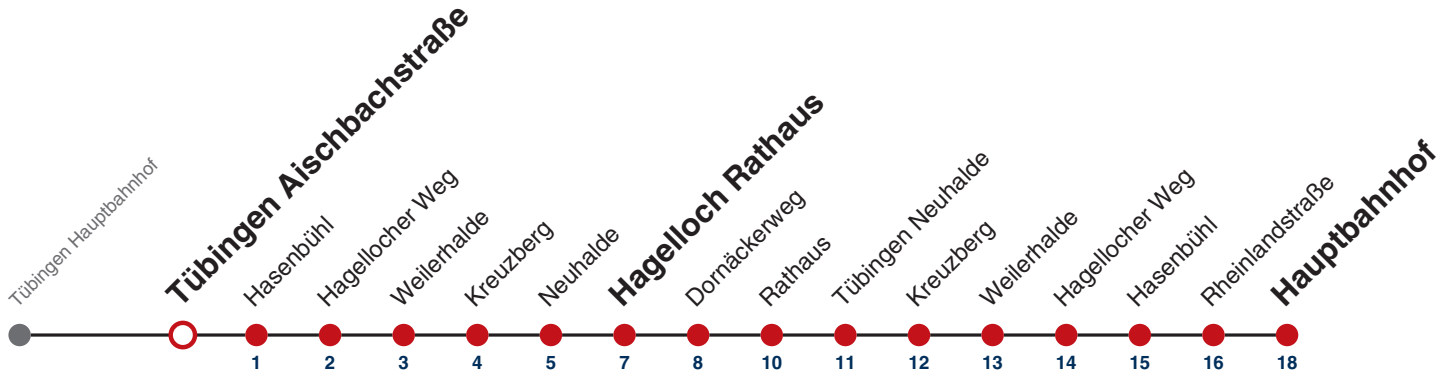 Tübingen Hauptbahnhof
Tübingen Aischbachstraße
Hasenbühl
Hagellocher Weg
Weilerhalde
Kreuzberg
Neuhalde
Hagelloch Rathaus
Dornäckerweg
Rathaus
Tübingen Neuhalde
Kreuzberg
Weilerhalde
Hagellocher Weg
Hasenbühl
Rheinlandstraße
Hauptbahnhof
1 2 3 4 5 7 8 10 11 12 13 14 15 16 18